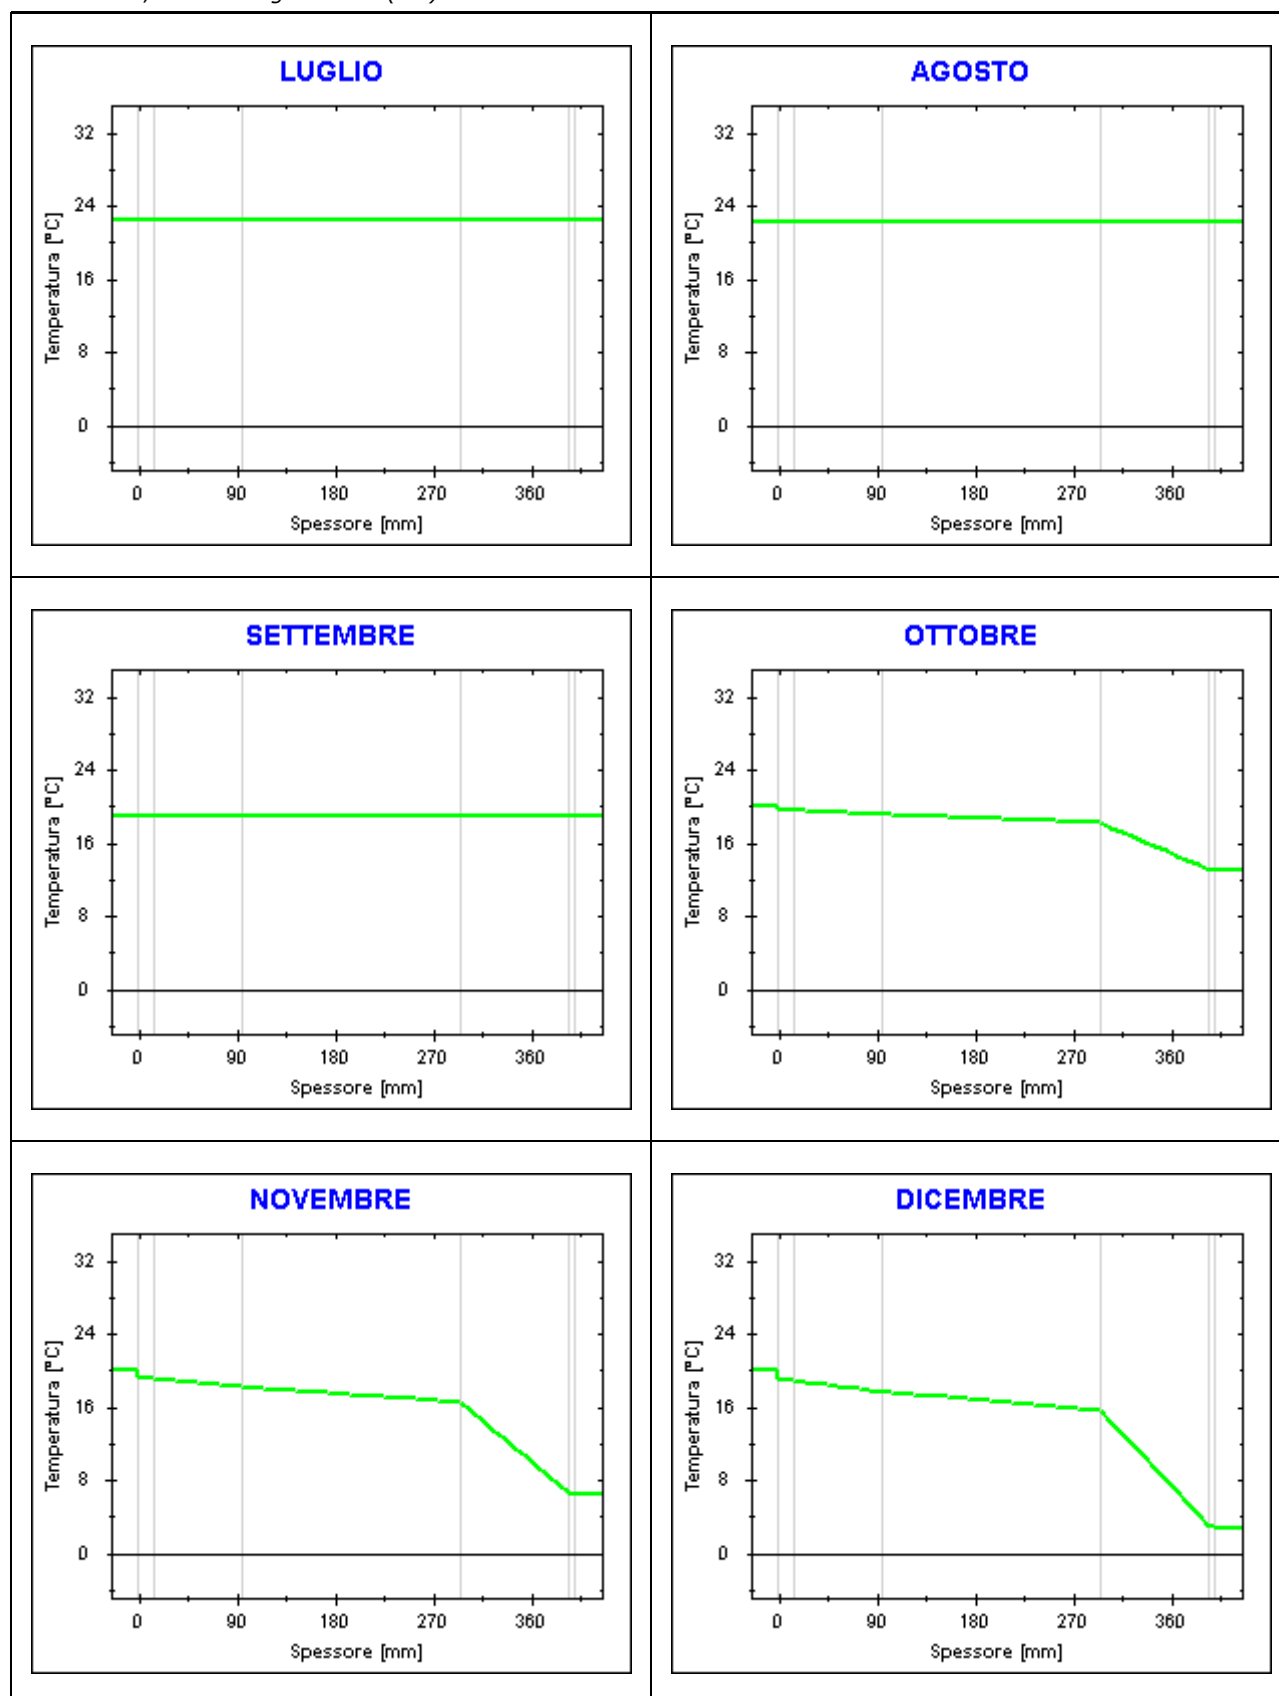 LUGLIO
32
24
16
8
0
Temperatura [°C]
0 90 180 270 360
Spessore [mm]
AGOSTO
32
24
16
8
0
Temperatura [°C]
0 90 180 270 360
Spessore [mm]
SETTEMBRE
32
24
16
8
0
Temperatura [°C]
0 90 180 270 360
Spessore [mm]
OTTOBRE
32
24
16
8
0
Temperatura [°C]
0 90 180 270 360
Spessore [mm]
NOVEMBRE
32
24
16
8
0
Temperatura [°C]
0 90 180 270 360
Spessore [mm]
DICEMBRE
32
24
16
8
0
Temperatura [°C]
0 90 180 270 360
Spessore [mm]